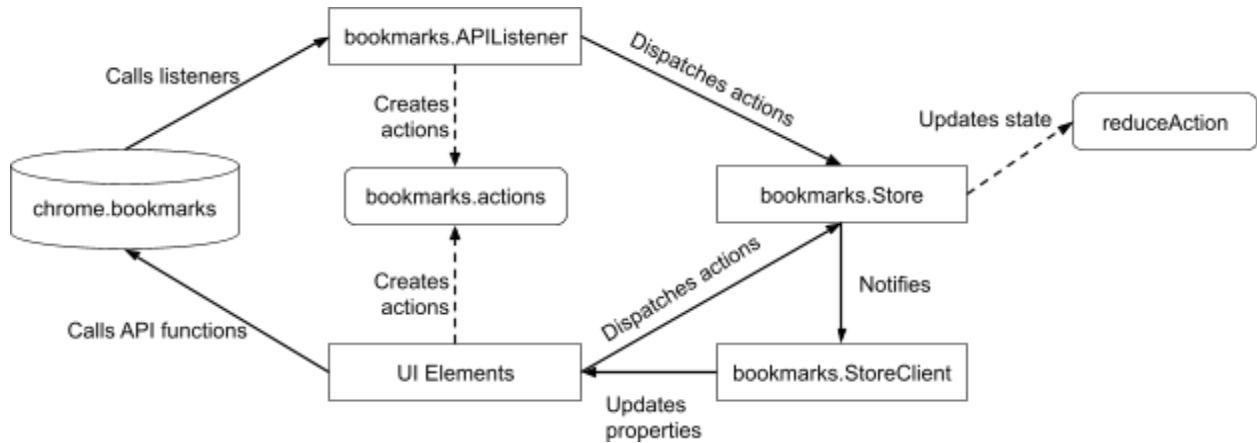 bookmarks.APIListener
Dispatches actions
Calls listeners
Creates
actions
Updates state
reduceAction
chrome.bookmarks
bookmarks.actions
bookmarks.Store
Creates
actions
Dispatches actions
Notifies
Calls API functions
UI Elements
bookmarks.StoreClient
Updates
properties